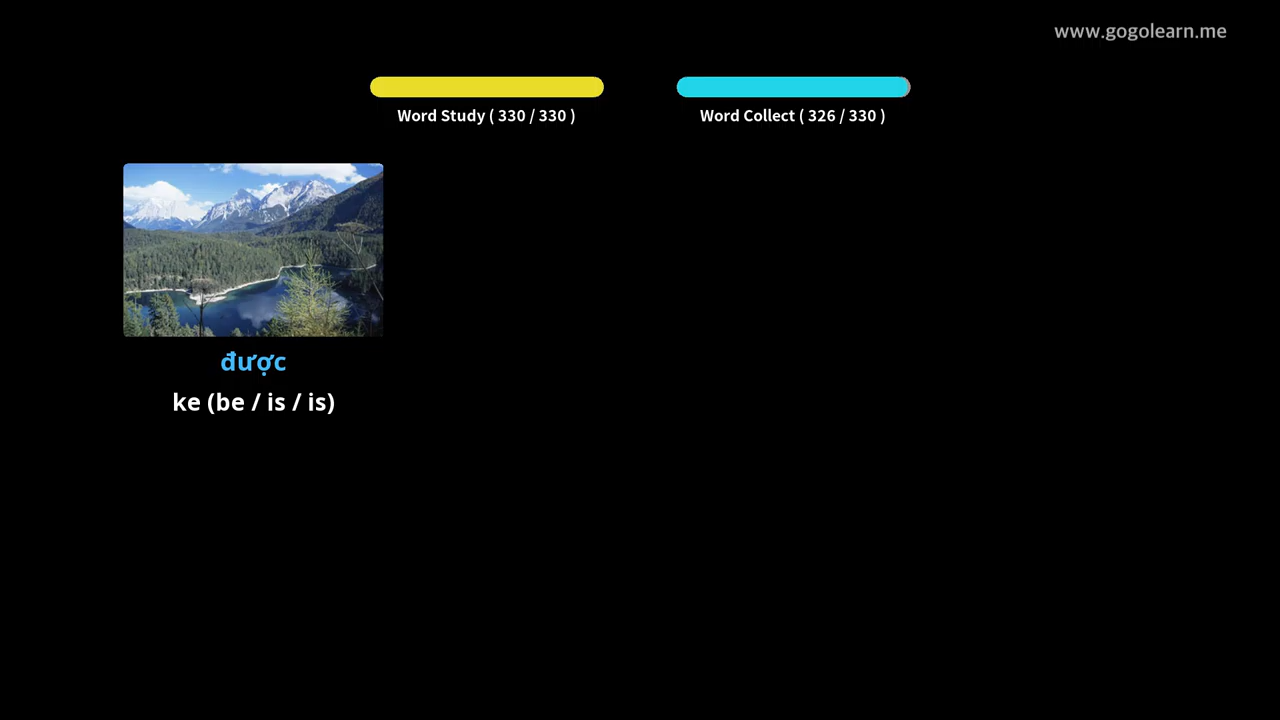 www.gogolearn.me
Word Study ( 330 / 330 )
Word Collect ( 326 / 330 )
được
ke (be / is / is)